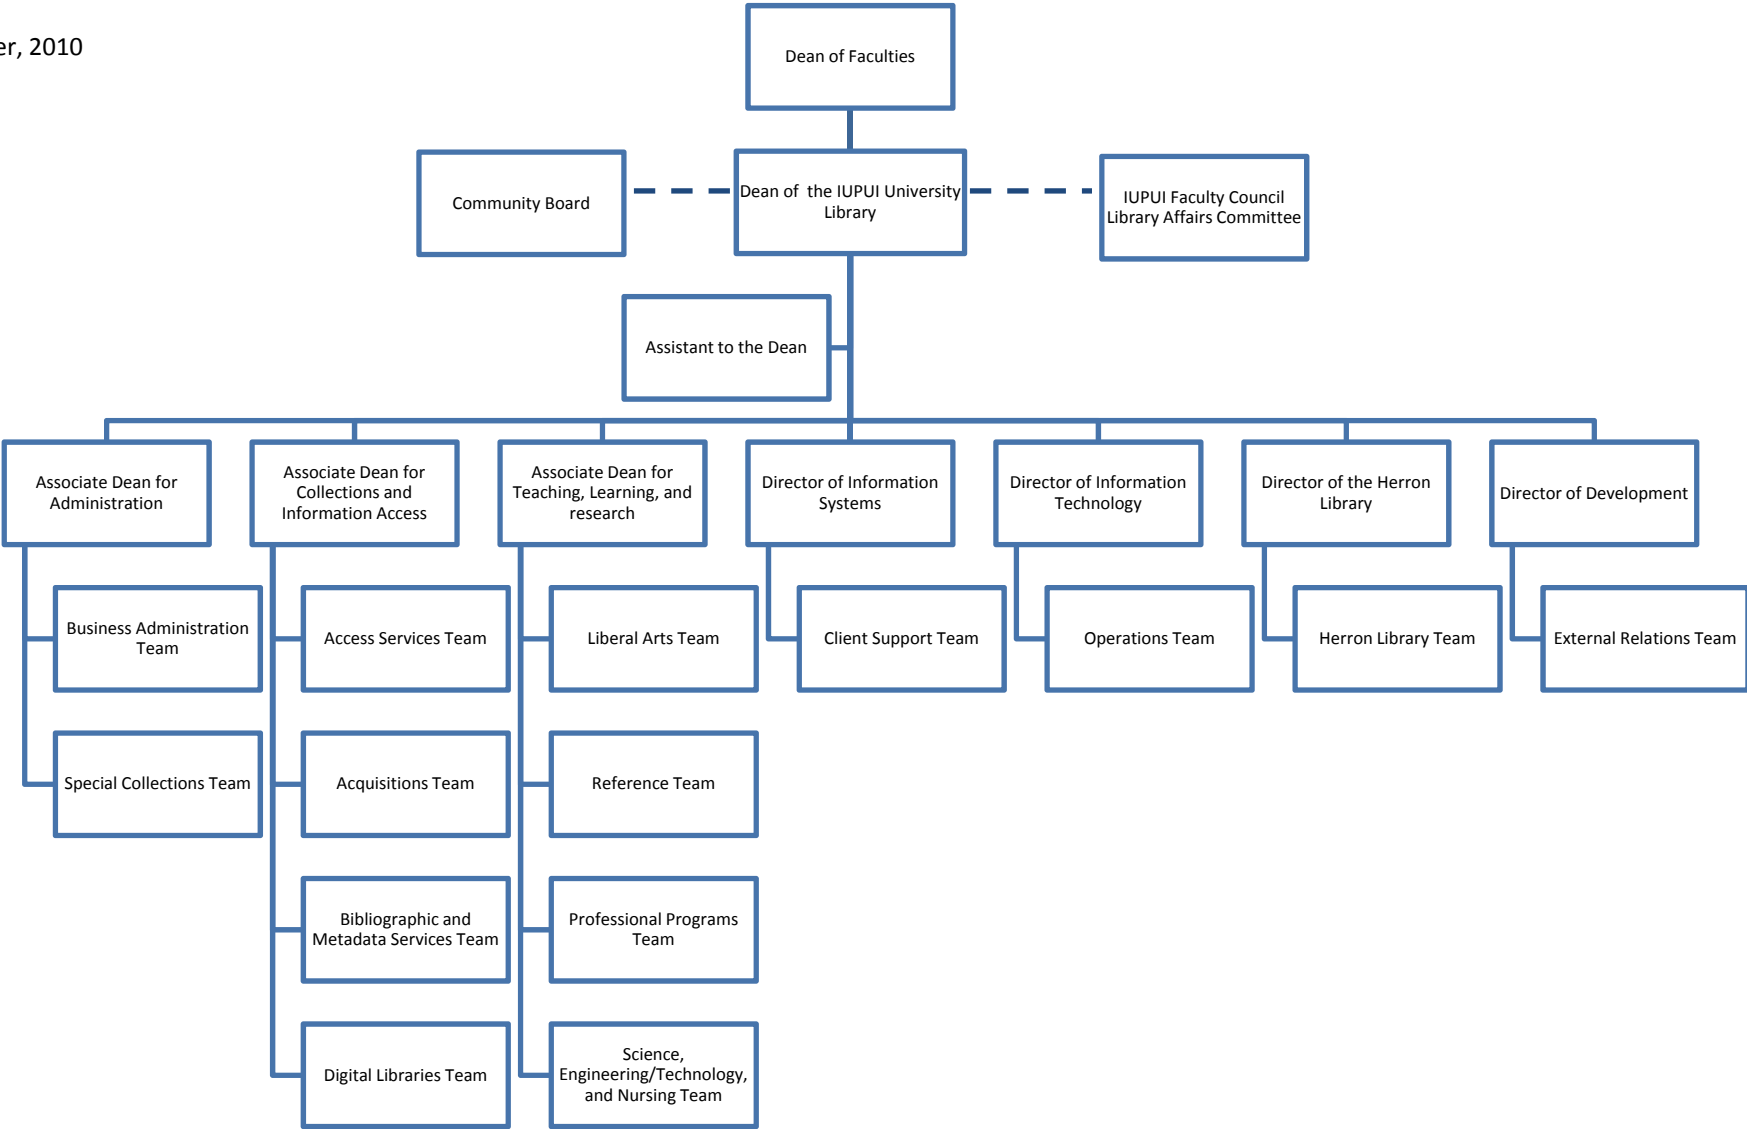 2010
Dean of Faculties
Community Board
Dean of the IUPUI University
Library
IUPUI Faculty Council
Library Affairs Committee
Assistant to the Dean
Associate Dean for
Administration
Associate Dean for
Collections and
Information Access
Associate Dean for
Teaching, Learning, and
research
Director of Information
Systems
Director of Information
Technology
Director of the Herron
Library
Director of Development
Business Administration
Team
Access Services Team
Liberal Arts Team
Client Support Team
Operations Team
Herron Library Team
External Relations Team
Special Collections Team
Acquisitions Team
Reference Team
Bibliographic and
Metadata Services Team
Professional Programs
Team
Digital Libraries Team
Science,
Engineering/Technology,
and Nursing Team